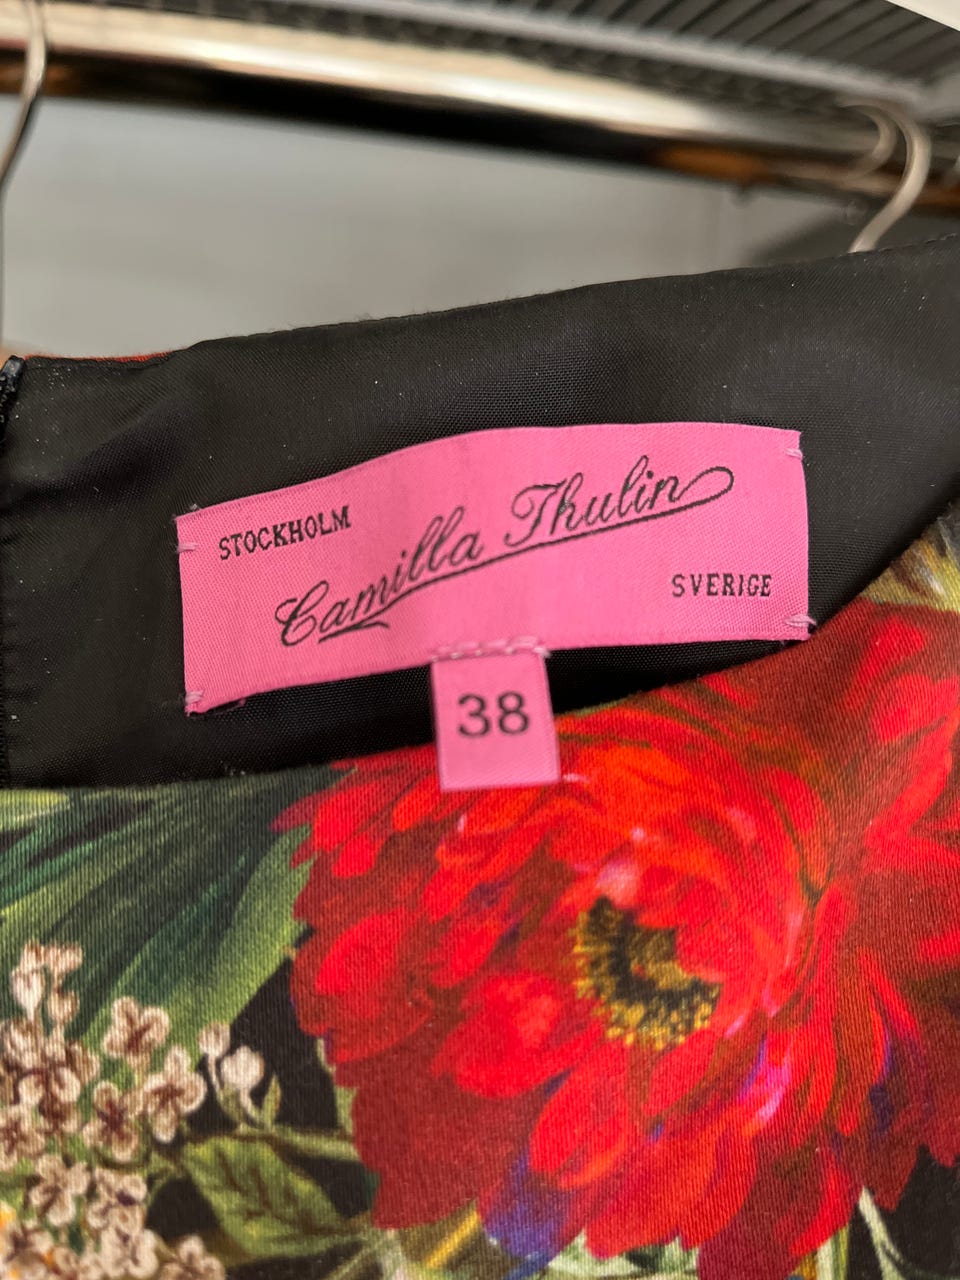 STOCKHOLM
Camilla Thulin
SVERIGE
38